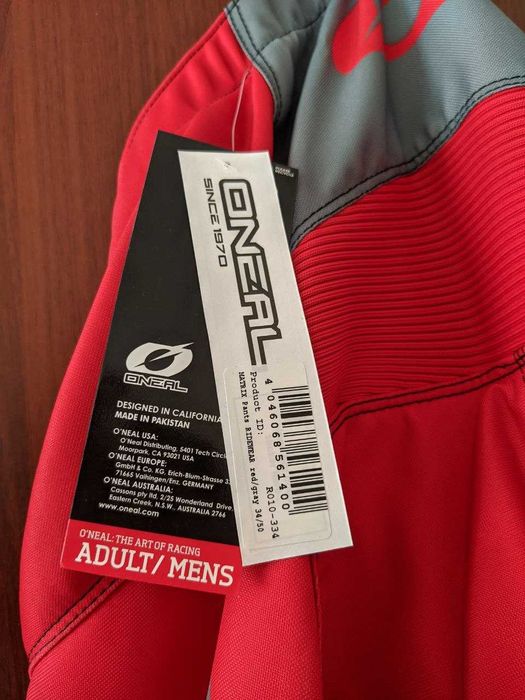 ONEAL
SINCE 1970
4 046068 561400
Product ID: R010-334
MATRIX Pants RIDEWEAR red/gray 34/50
ONEAL
DESIGNED IN CALIFORNIA
MADE IN PAKISTAN
O'NEAL USA:
O'Neal Distributing, 5401 Tech Circ
Moorpark, CA 93021 USA
O'NEAL EUROPE:
GmbH & Co. KG, Erich-Blum-Strasse 33
71665 Vaihingen/Enz. GERMANY
O'NEAL AUSTRALIA:
Cassons pty ltd. 2/25 Wonderland Drive,
Eastern Creek, N.S.W. AUSTRALIA 2766
www.oneal.com
O'NEAL: THE ART OF RACING
ADULT/ MENS